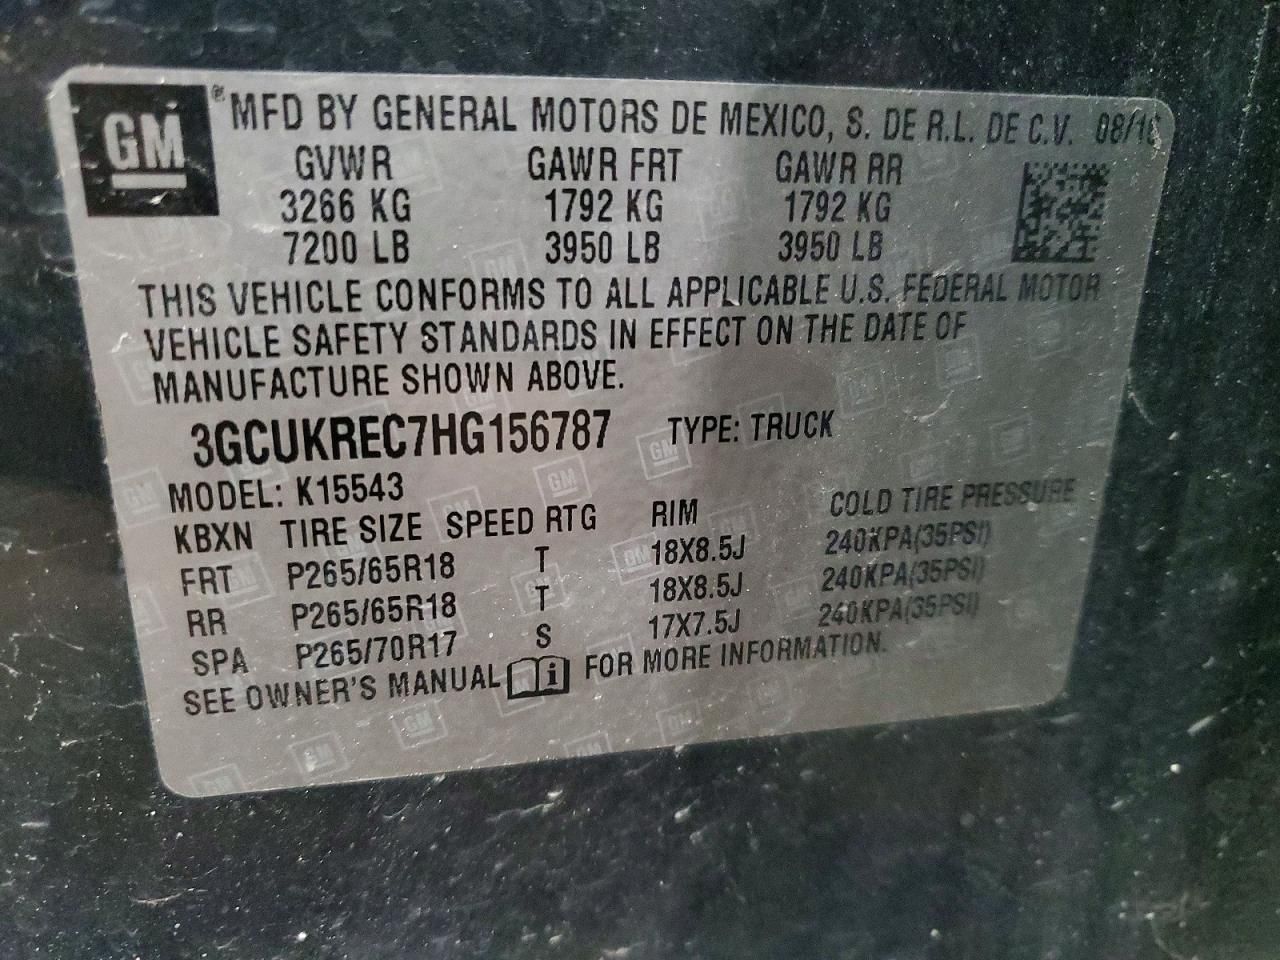 GM ® MFD BY GENERAL MOTORS DE MEXICO, S. DE R.L. DE C.V. 08/16
GVWR GAWR FRT GAWR RR
3266 KG 1792 KG 1792 KG
7200 LB 3950 LB 3950 LB
THIS VEHICLE CONFORMS TO ALL APPLICABLE U.S. FEDERAL MOTOR
VEHICLE SAFETY STANDARDS IN EFFECT ON THE DATE OF
MANUFACTURE SHOWN ABOVE.
3GCUKREC7HG156787 TYPE: TRUCK
MODEL: K15543
KBXN TIRE SIZE SPEED RTG RIM COLD TIRE PRESSURE
FRT P265/65R18 T 18X8.5J 240KPA(35PSI)
RR P265/65R18 T 18X8.5J 240KPA(35PSI)
SPA P265/70R17 S 17X7.5J 240KPA(35PSI)
SEE OWNER'S MANUAL i FOR MORE INFORMATION.